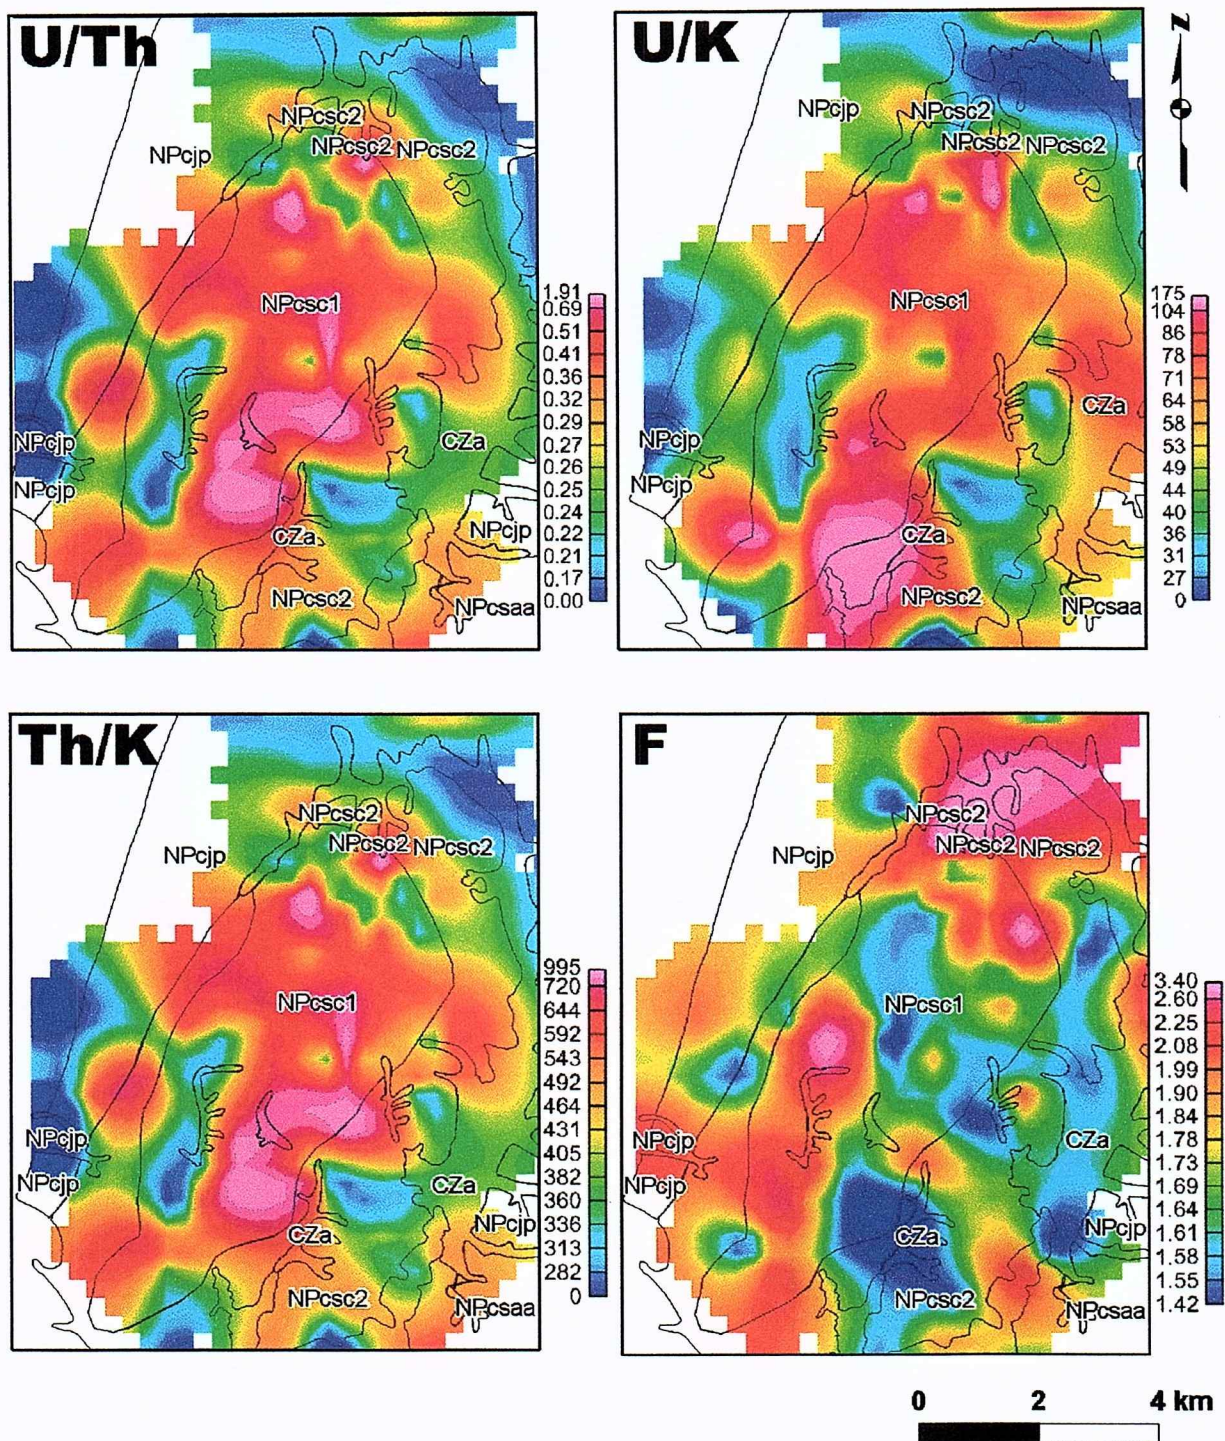 U/Th
NPcsc2
NPcsc2
NPcsc2
NPcjp
NPcsc1
NPcjp
CZa
NPcjp
NPcjp
CZa
NPcsc2
NPcsaa
1.91
0.69
0.51
0.41
0.36
0.32
0.29
0.27
0.26
0.25
0.24
0.22
0.21
0.17
0.00
U/K
NPcjp
NPcsc2
NPcsc2
NPcsc2
NPcsc1
CZa
NPcjp
NPcjp
CZa
NPcsc2
NPcsaa
175
104
86
78
71
64
58
53
49
44
40
36
31
27
0
N
Th/K
NPcsc2
NPcsc2
NPcsc2
NPcjp
NPcsc1
NPcjp
NPcjp
CZa
NPcjp
CZa
NPcsc2
NPcsaa
995
720
644
592
543
492
464
431
405
382
360
336
313
282
0
F
NPcsc2
NPcsc2
NPcsc2
NPcjp
NPcsc1
NPcjp
CZa
NPcjp
NPcjp
CZa
NPcsc2
NPcsaa
3.40
2.60
2.25
2.08
1.99
1.90
1.84
1.78
1.73
1.69
1.64
1.61
1.58
1.55
1.42
0 2 4 km